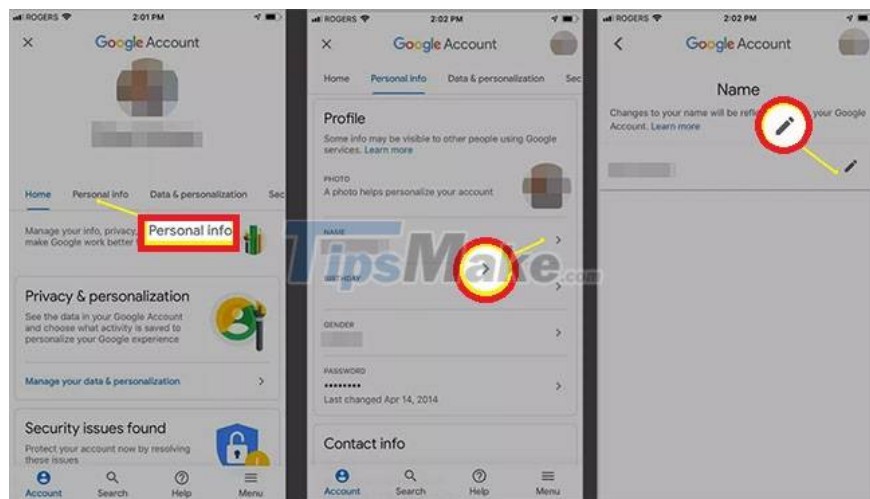 ROGERS 2:01 PM
Google Account
Home Personal info Data & personalization Sec
Manage your info, privacy,
make Google work better
Personal info
Privacy & personalization
See the data in your Google Account
and choose what activity is saved to
personalize your Google experience
Manage your data & personalization
Security issues found
Protect your account now by resolving
these issues
Account Search Help Menu
ROGERS 2:02 PM
Google Account
Home Personal info Data & personalization Sec
Profile
Some info may be visible to other people using Google
services. Learn more
PHOTO
A photo helps personalize your account
NAME
BIRTHDAY
GENDER
PASSWORD
••••••••
Last changed Apr 14, 2014
Contact info
Account Search Help Menu
ROGERS 2:02 PM
Google Account
Name
Changes to your name will be your Google
Account. Learn more
TipsMake.com